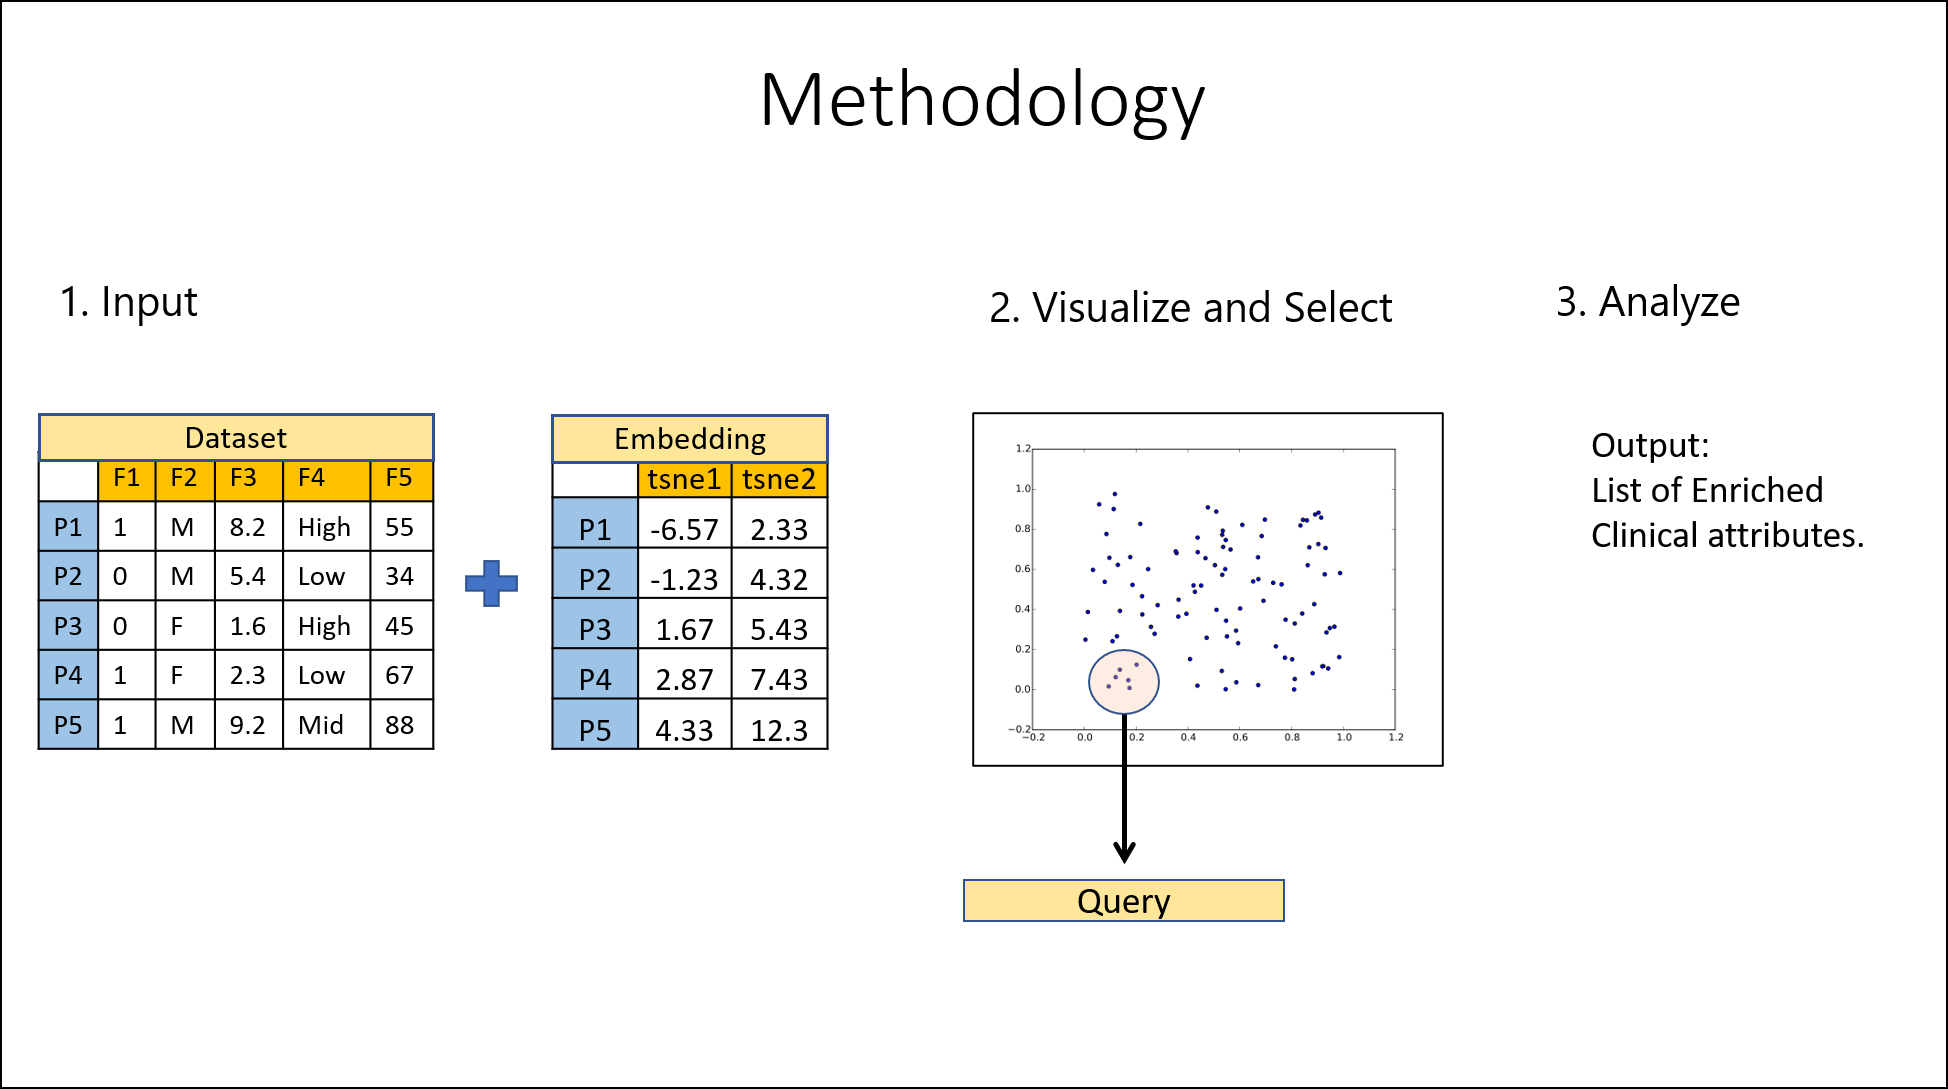 Methodology
1. Input
2. Visualize and Select
3. Analyze
Dataset
F1 F2 F3 F4 F5
P1 1 M 8.2 High 55
P2 0 M 5.4 Low 34
P3 0 F 1.6 High 45
P4 1 F 2.3 Low 67
P5 1 M 9.2 Mid 88
Embedding
tsne1 tsne2
P1 -6.57 2.33
P2 -1.23 4.32
P3 1.67 5.43
P4 2.87 7.43
P5 4.33 12.3
1.2
1.0
0.8
0.6
0.4
0.2
0.0
−0.2
−0.2 0.0 0.2 0.4 0.6 0.8 1.0 1.2
Query
Output:
List of Enriched
Clinical attributes.